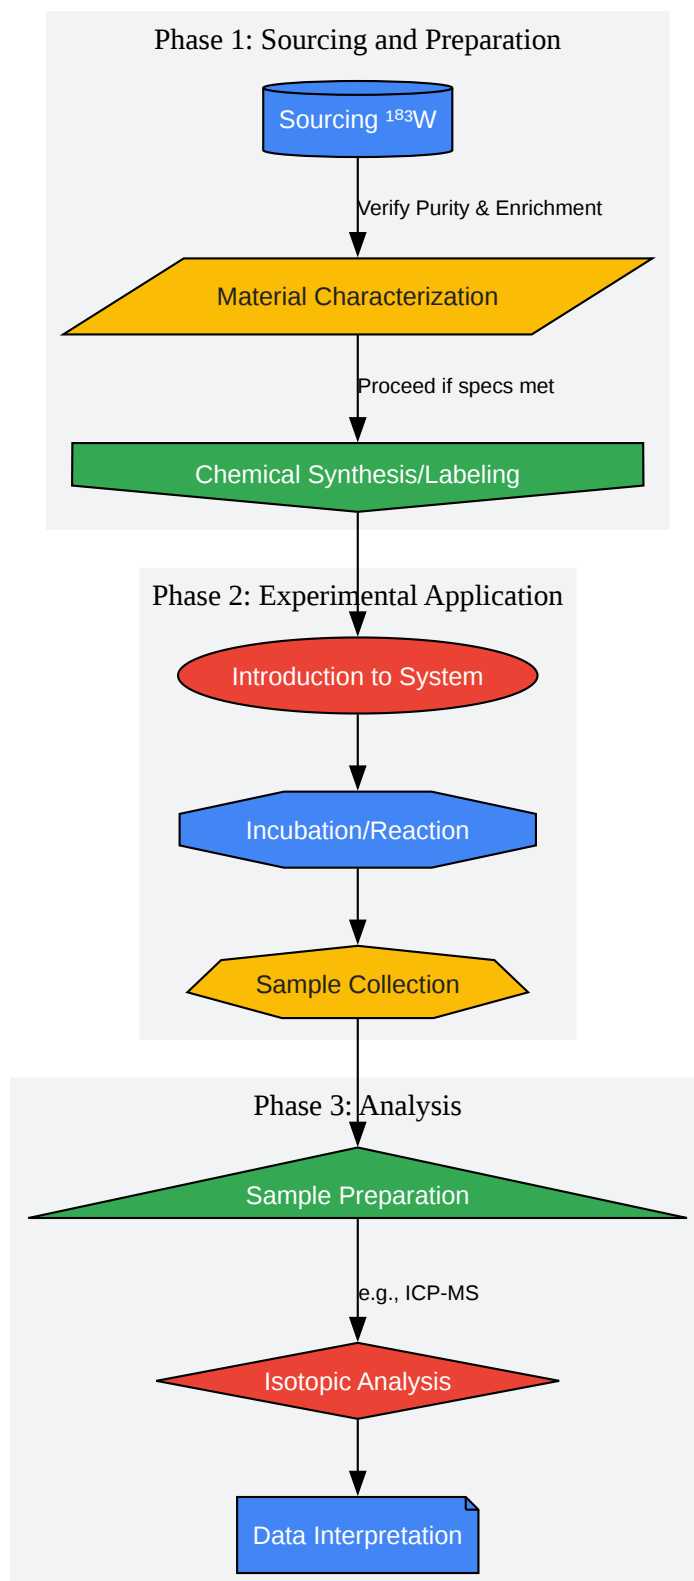 Phase 1: Sourcing and Preparation
Sourcing ¹⁸³W
Verify Purity & Enrichment
Material Characterization
Proceed if specs met
Chemical Synthesis/Labeling
Phase 2: Experimental Application
Introduction to System
Incubation/Reaction
Sample Collection
Phase 3: Analysis
Sample Preparation
e.g., ICP-MS
Isotopic Analysis
Data Interpretation